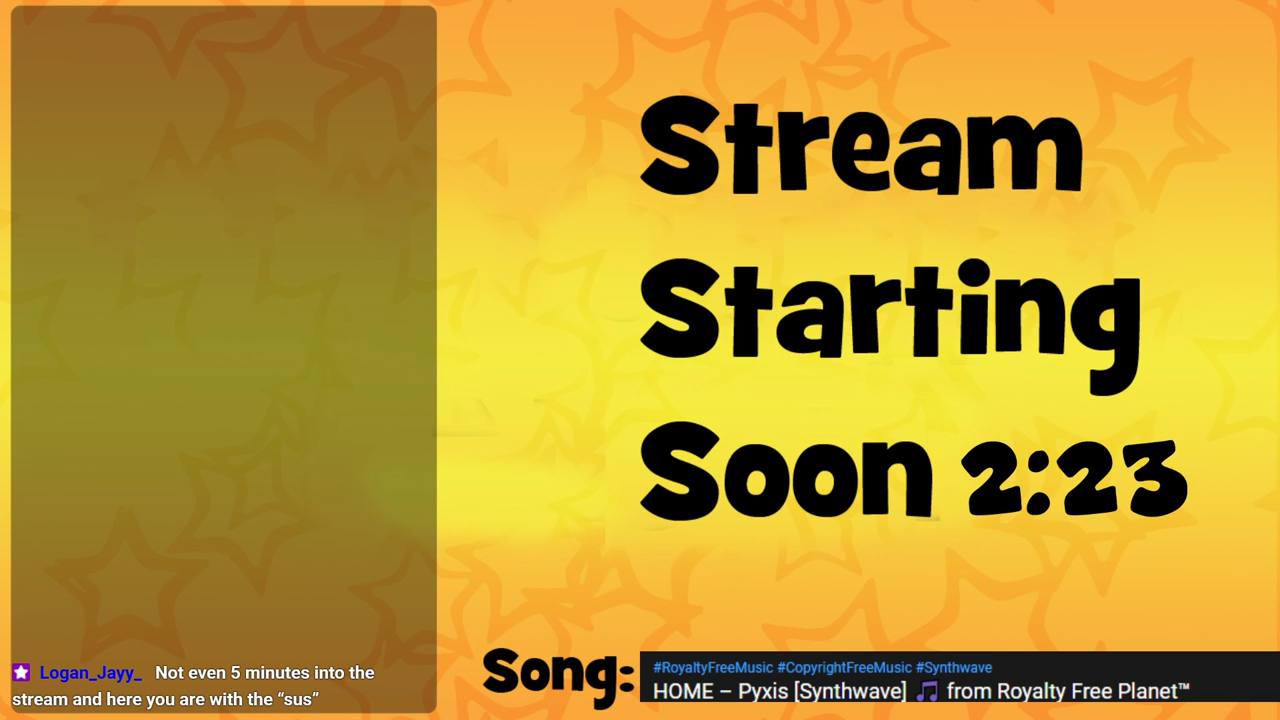 Stream
Starting
Soon 2:23
Logan_Jayy_ Not even 5 minutes into the
stream and here you are with the “sus”
Song:
#RoyaltyFreeMusic #CopyrightFreeMusic #Synthwave
HOME – Pyxis [Synthwave] 🎵 from Royalty Free Planet™